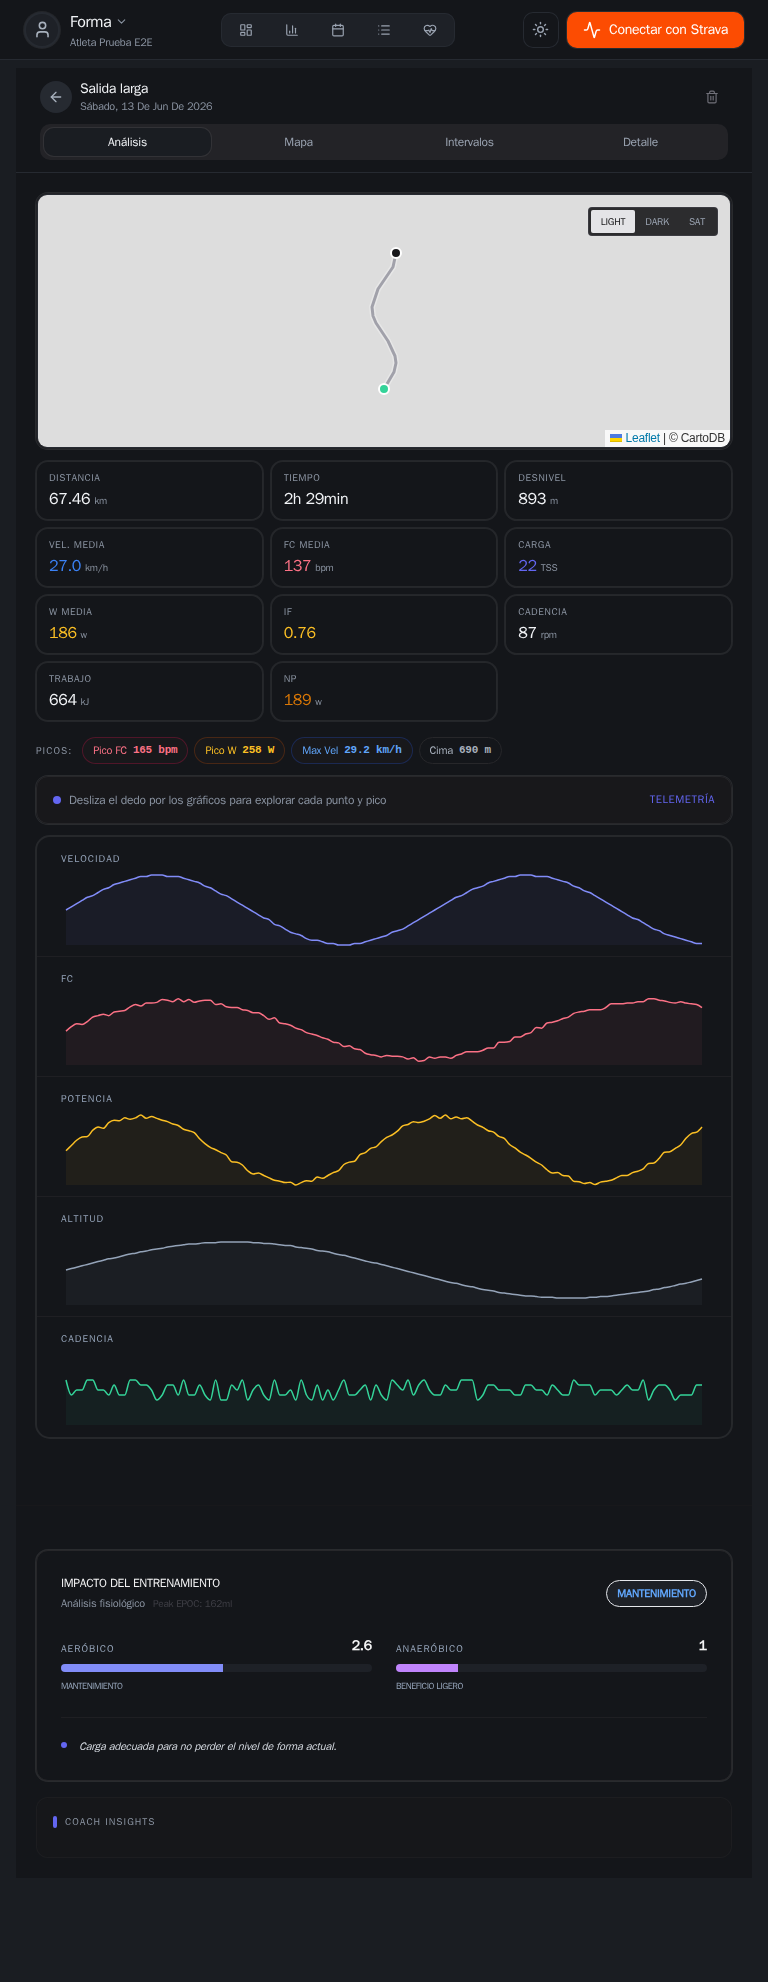 Forma
Atleta Prueba E2E
Conectar con Strava
Salida larga
Sábado, 13 De Jun De 2026
Análisis
Mapa
Intervalos
Detalle
LIGHT
DARK
SAT
Leaflet | © CartoDB
DISTANCIA
67.46 km
TIEMPO
2h 29min
DESNIVEL
893 m
VEL. MEDIA
27.0 km/h
FC MEDIA
137 bpm
CARGA
22 TSS
W MEDIA
186 w
IF
0.76
CADENCIA
87 rpm
TRABAJO
664 kJ
NP
189 w
PICOS: Pico FC 165 bpm Pico W 258 W Max Vel 29.2 km/h Cima 690 m
Desliza el dedo por los gráficos para explorar cada punto y pico
TELEMETRÍA
VELOCIDAD
FC
POTENCIA
ALTITUD
CADENCIA
IMPACTO DEL ENTRENAMIENTO
Análisis fisiológico Peak EPOC: 162ml
MANTENIMIENTO
AERÓBICO 2.6
MANTENIMIENTO
ANAERÓBICO 1
BENEFICIO LIGERO
Carga adecuada para no perder el nivel de forma actual.
COACH INSIGHTS